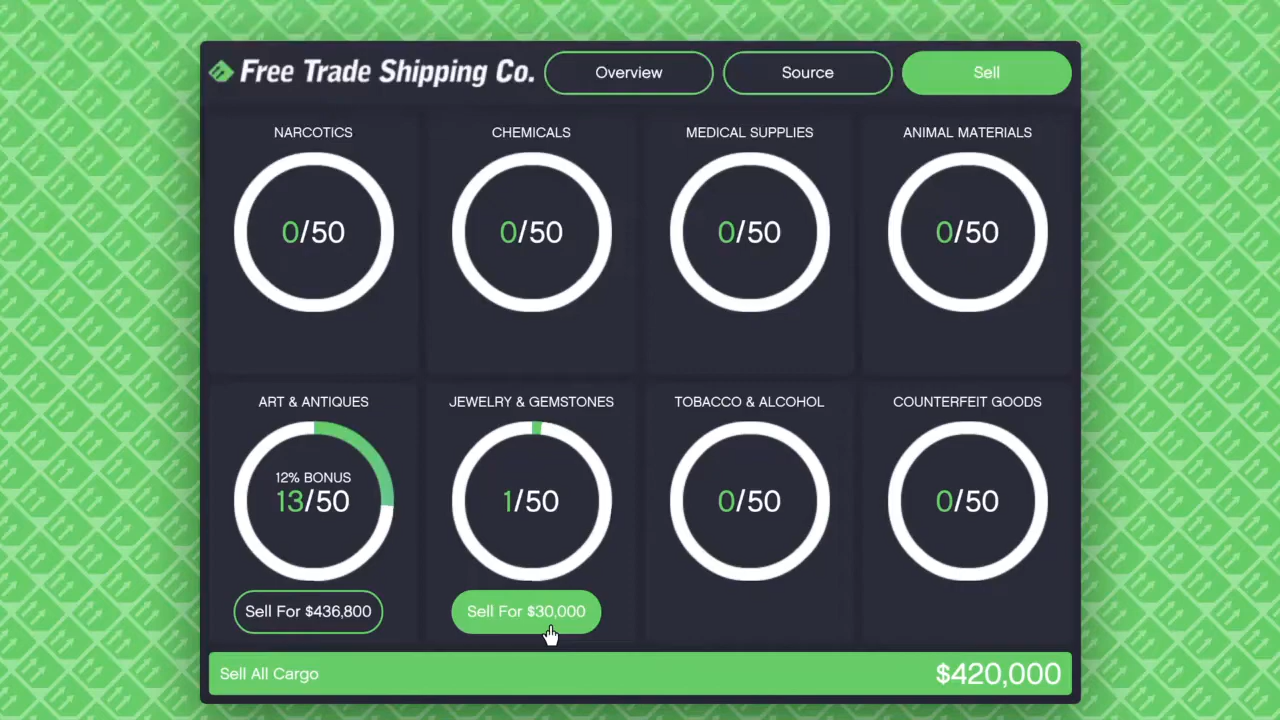 Free Trade Shipping Co.
Overview
Source
Sell
NARCOTICS
CHEMICALS
MEDICAL SUPPLIES
ANIMAL MATERIALS
0/50
0/50
0/50
0/50
ART & ANTIQUES
JEWELRY & GEMSTONES
TOBACCO & ALCOHOL
COUNTERFEIT GOODS
12% BONUS
13/50
1/50
0/50
0/50
Sell For $436,800
Sell For $30,000
Sell All Cargo
$420,000